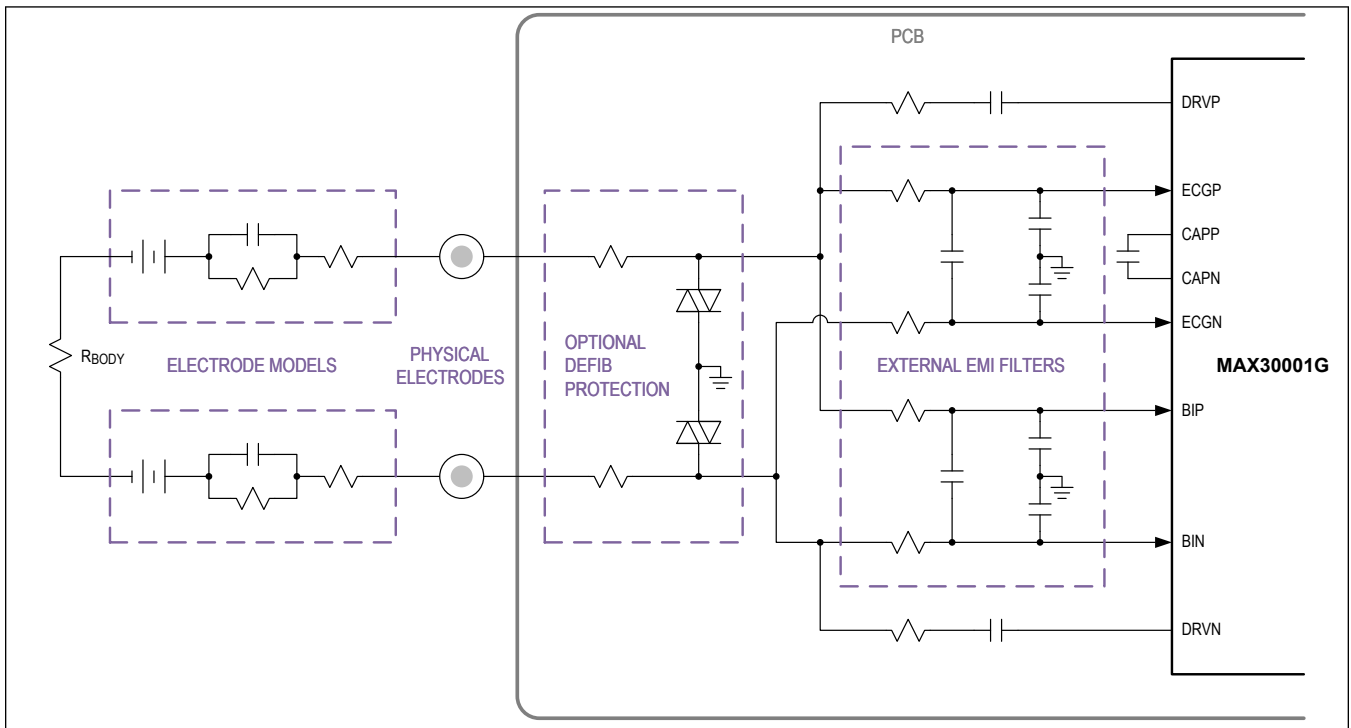 PCB
DRVP
ECGP
CAPP
CAPN
ECGN
RBODY
ELECTRODE MODELS
PHYSICAL
ELECTRODES
OPTIONAL
DEFIB
PROTECTION
EXTERNAL EMI FILTERS
MAX30001G
BIP
BIN
DRVN